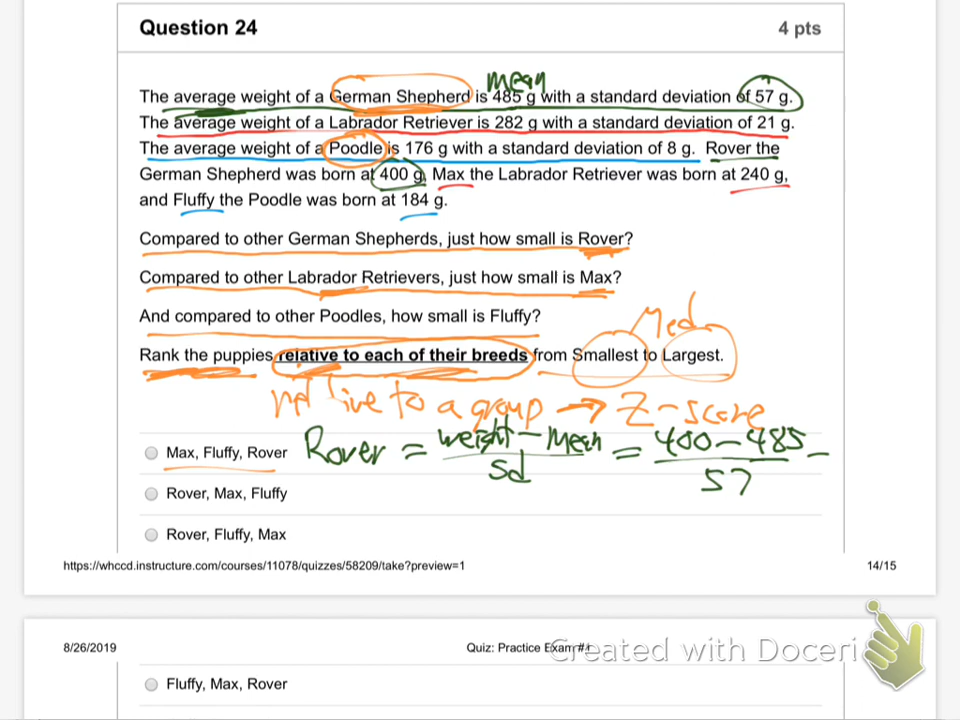 Question 24 4 pts
mean
The average weight of a German Shepherd is 485 g with a standard deviation of 57 g.
The average weight of a Labrador Retriever is 282 g with a standard deviation of 21 g.
The average weight of a Poodle is 176 g with a standard deviation of 8 g. Rover the
German Shepherd was born at 400 g, Max the Labrador Retriever was born at 240 g,
and Fluffy the Poodle was born at 184 g.
Compared to other German Shepherds, just how small is Rover?
Compared to other Labrador Retrievers, just how small is Max?
And compared to other Poodles, how small is Fluffy?
Med
Rank the puppies relative to each of their breeds from Smallest to Largest.
to a group → Z-score
Max, Fluffy, Rover
Rover = weight - Mean / sd = 400 - 485 / 57 =
Rover, Max, Fluffy
Rover, Fluffy, Max
https://whccd.instructure.com/courses/11078/quizzes/58209/take?preview=1 14/15
8/26/2019 Quiz: Practice Exam #1
Created with Doceri
Fluffy, Max, Rover